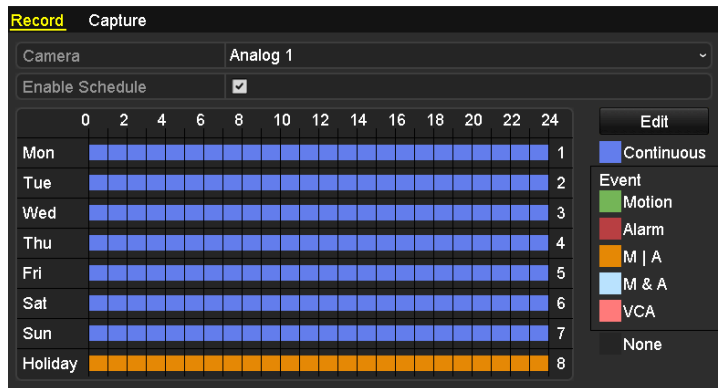 Record Capture
Camera Analog 1
Enable Schedule
0 2 4 6 8 10 12 14 16 18 20 22 24 Edit
Mon 1 Continuous
Tue 2 Event
Motion
Wed 3
Alarm
Thu 4
M | A
Fri 5
M & A
Sat 6
VCA
Sun 7
None
Holiday 8